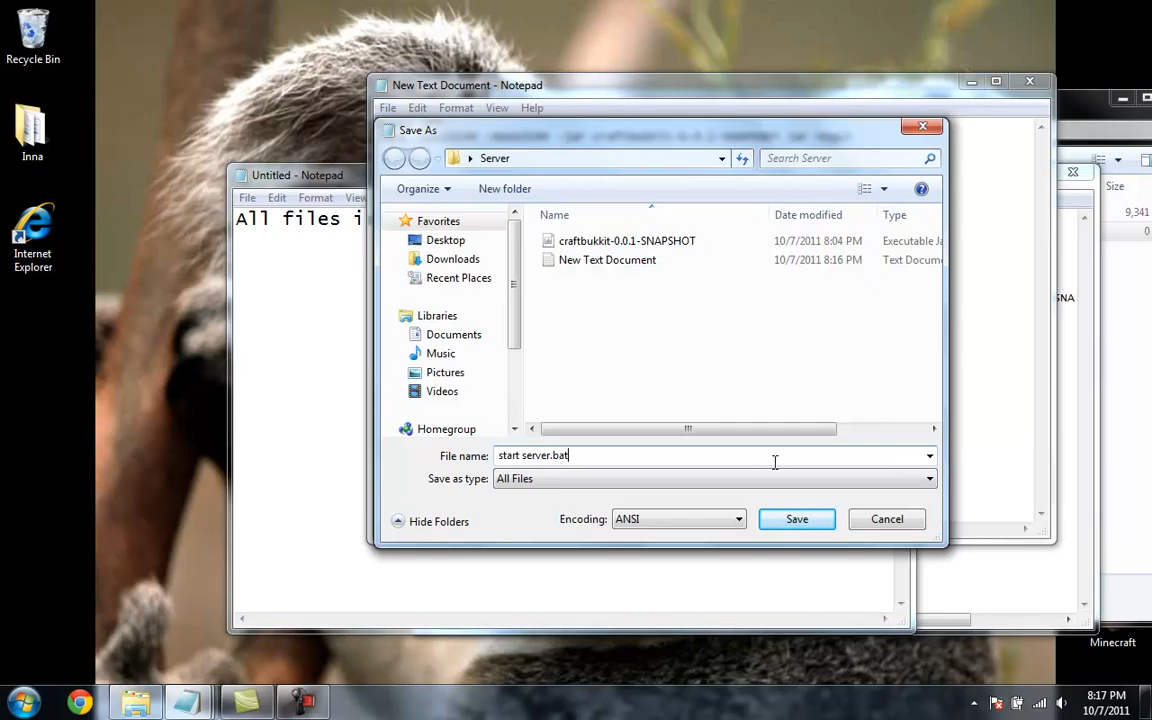 Recycle Bin
Inna
Internet
Explorer
New Text Document - Notepad
File Edit Format View Help
Save As
Server
Search Server
Organize
New folder
Name
Date modified
Type
Favorites
Desktop
Downloads
Recent Places
Libraries
Documents
Music
Pictures
Videos
Homegroup
craftbukkit-0.0.1-SNAPSHOT 10/7/2011 8:04 PM Executable Ja
New Text Document 10/7/2011 8:16 PM Text Docum
File name: start server.bat
Save as type: All Files
Hide Folders
Encoding: ANSI
Save
Cancel
Untitled - Notepad
File Edit Format View
All files i
Size
9,341
0
SNA
Minecraft
8:17 PM
10/7/2011